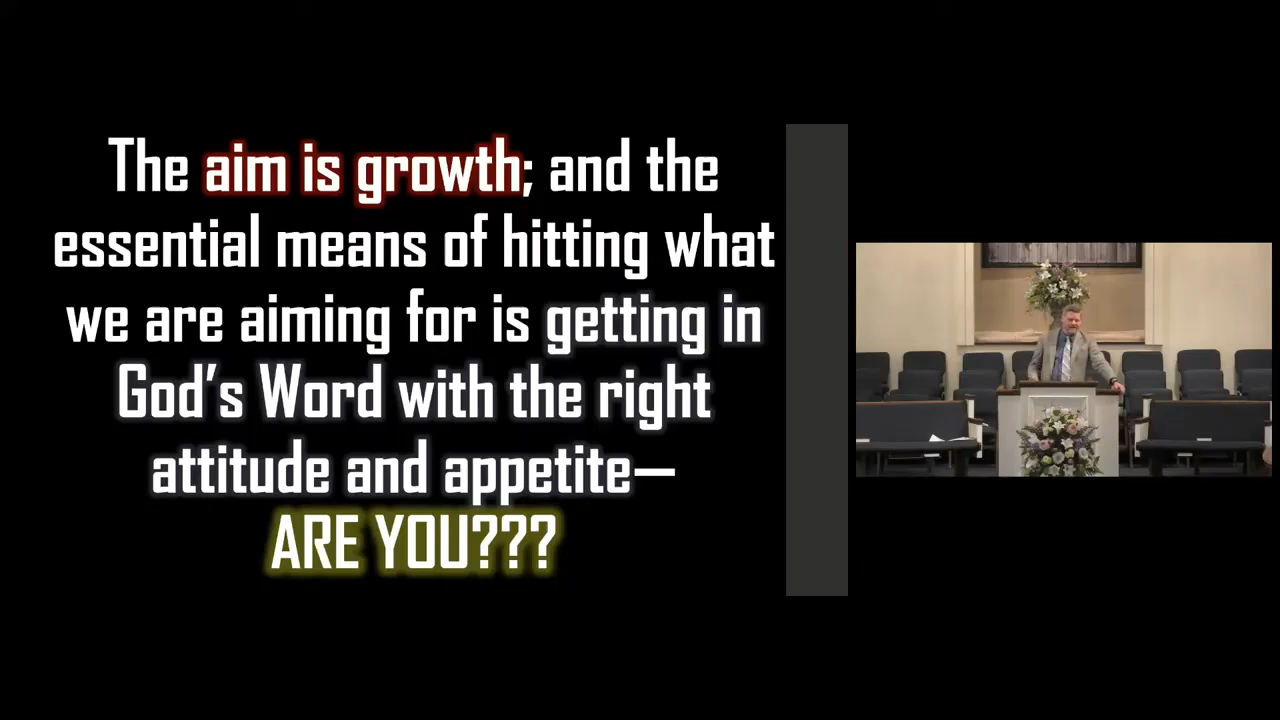 The aim is growth; and the
essential means of hitting what
we are aiming for is getting in
God’s Word with the right
attitude and appetite—
ARE YOU???